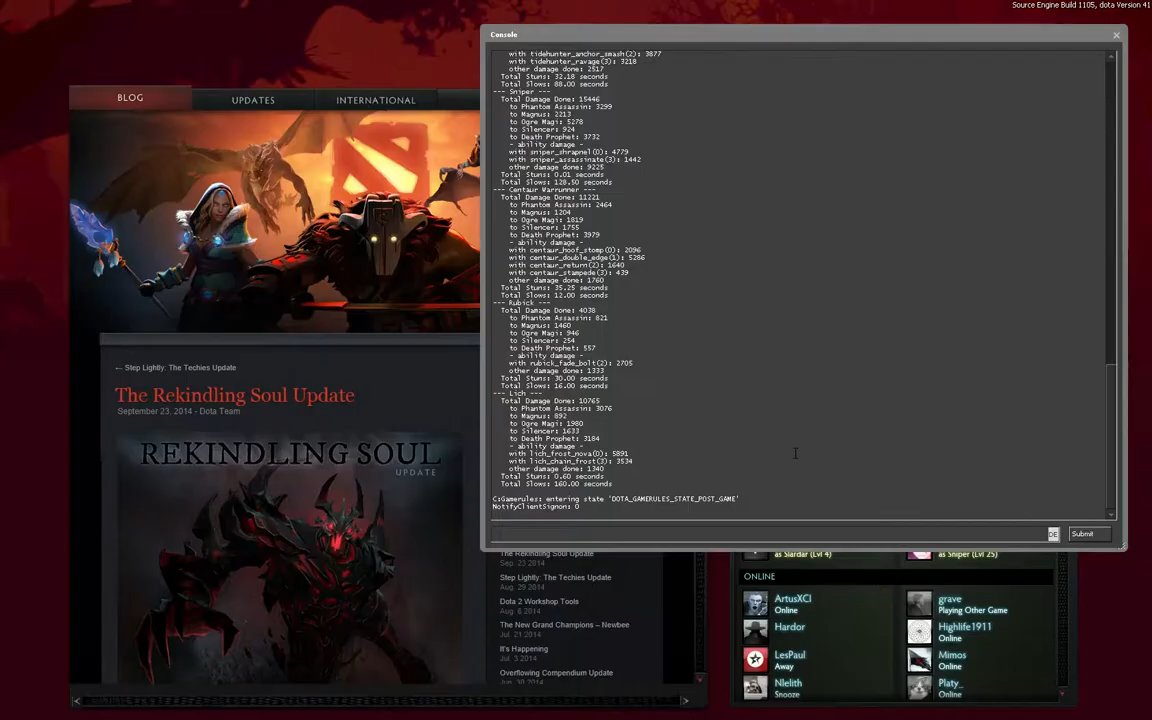 Source Engine Build 1105, dota Version 41
Console
with tidehunter_anchor_smash(2): 3877
with tidehunter_ravage(3): 3218
other damage done: 2517
Total Stuns: 32.18 seconds
Total Slows: 88.00 seconds
--- Sniper ---
Total Damage Done: 15446
to Phantom Assassin: 3299
to Magnus: 2213
to Ogre Magi: 5278
to Silencer: 924
to Death Prophet: 3732
- ability damage -
with sniper_shrapnel(0): 4779
with sniper_assassinate(3): 1442
other damage done: 9225
Total Stuns: 0.01 seconds
Total Slows: 128.50 seconds
--- Centaur Warrunner ---
Total Damage Done: 11221
to Phantom Assassin: 2464
to Magnus: 1204
to Ogre Magi: 1819
to Silencer: 1755
to Death Prophet: 3979
- ability damage -
with centaur_hoof_stomp(0): 2096
with centaur_double_edge(1): 5286
with centaur_return(2): 1640
with centaur_stampede(3): 439
other damage done: 1760
Total Stuns: 35.25 seconds
Total Slows: 12.00 seconds
--- Rubick ---
Total Damage Done: 4038
to Phantom Assassin: 821
to Magnus: 1460
to Ogre Magi: 946
to Silencer: 254
to Death Prophet: 557
- ability damage -
with rubick_fade_bolt(2): 2705
other damage done: 1333
Total Stuns: 30.00 seconds
Total Slows: 16.00 seconds
--- Lich ---
Total Damage Done: 10765
to Phantom Assassin: 3076
to Magnus: 892
to Ogre Magi: 1980
to Silencer: 1633
to Death Prophet: 3184
- ability damage -
with lich_frost_nova(0): 5891
with lich_chain_frost(3): 3534
other damage done: 1340
Total Stuns: 0.60 seconds
Total Slows: 160.00 seconds
C:Gamerules: entering state 'DOTA_GAMERULES_STATE_POST_GAME'
NotifyClientSignon: 0
DE
Submit
BLOG
UPDATES
INTERNATIONAL
← Step Lightly: The Techies Update
The Rekindling Soul Update
September 23, 2014 - Dota Team
REKINDLING SOUL
UPDATE
The Rekindling Soul Update
Sep. 23 2014
Step Lightly: The Techies Update
Aug. 29 2014
Dota 2 Workshop Tools
Aug. 6 2014
The New Grand Champions – Newbee
Jul. 21 2014
It's Happening
Jul. 3 2014
Overflowing Compendium Update
Jun. 30 2014
as Slardar (Lvl 4)
as Sniper (Lvl 25)
ONLINE
ArtusXCI
Online
grave
Playing Other Game
Hardor
Highlife1911
Online
LesPaul
Away
Mimos
Online
Nlelith
Snooze
Platy_
Online